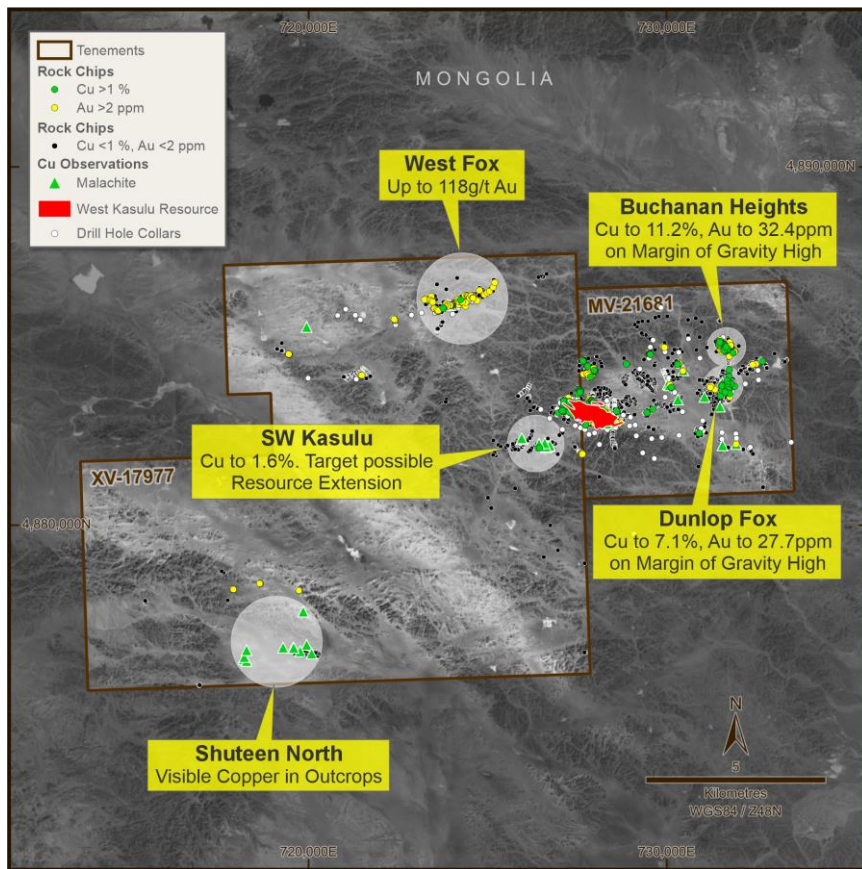 720,000E
730,000E
Tenements
Rock Chips
Cu >1 %
Au >2 ppm
Rock Chips
Cu <1 %, Au <2 ppm
Cu Observations
Malachite
West Kasulu Resource
Drill Hole Collars
MONGOLIA
4,890,000N
West Fox
Up to 118g/t Au
Buchanan Heights
Cu to 11.2%, Au to 32.4ppm
on Margin of Gravity High
MV-21681
SW Kasulu
Cu to 1.6%. Target possible
Resource Extension
XV-17977
4,880,000N
Dunlop Fox
Cu to 7.1%, Au to 27.7ppm
on Margin of Gravity High
Shuteen North
Visible Copper in Outcrops
N
5
Kilometres
WGS84 / Z48N
720,000E
730,000E